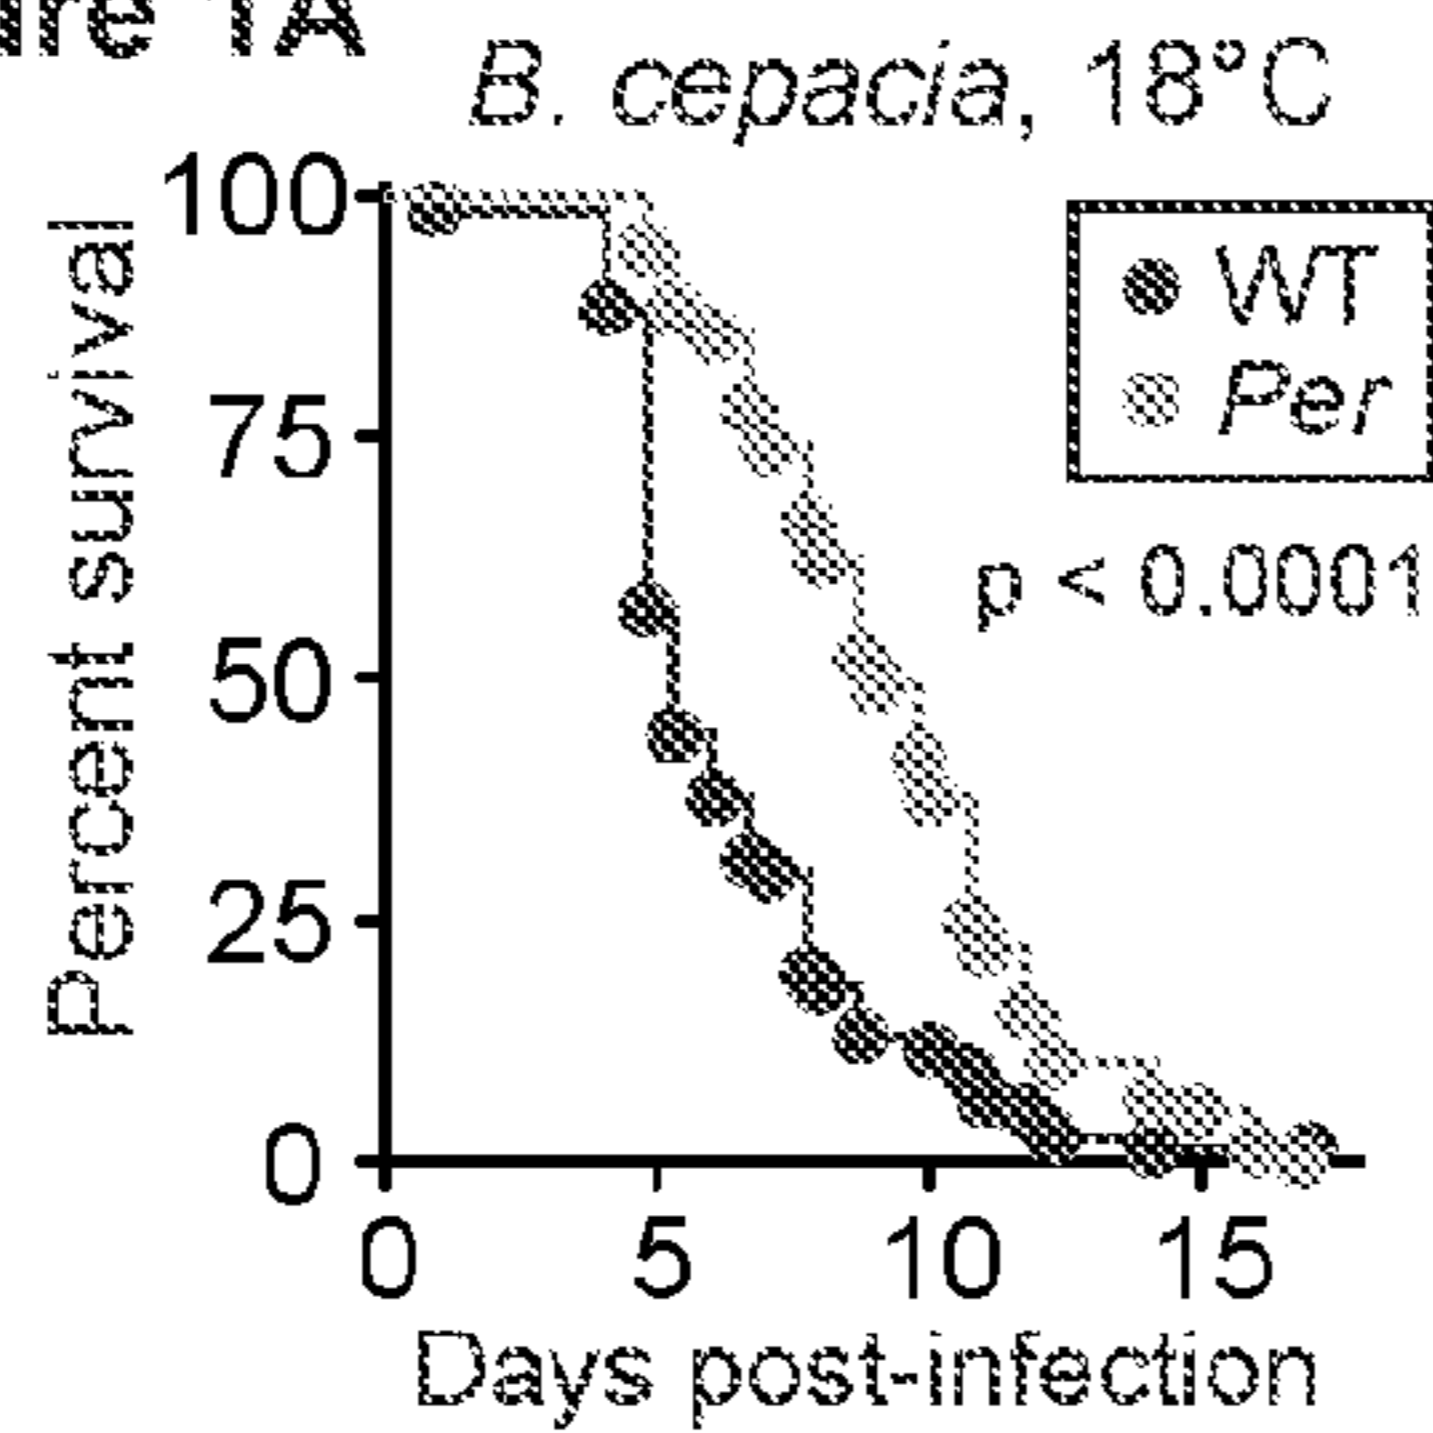 1A
B. cepacia, 18°C
100
75
50
25
0
Percent survival
WT
Per
p < 0.0001
0 5 10 15
Days post-infection